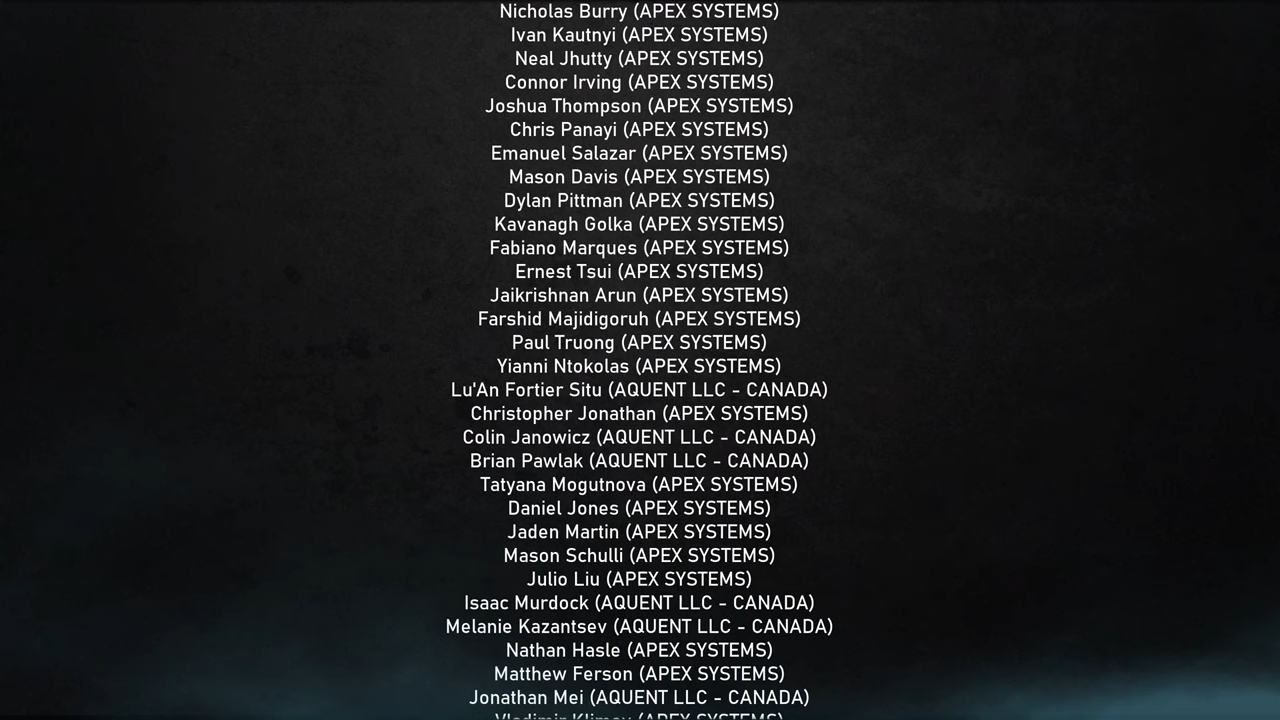 Nicholas Burry (APEX SYSTEMS)
Ivan Kautnyi (APEX SYSTEMS)
Neal Jhutty (APEX SYSTEMS)
Connor Irving (APEX SYSTEMS)
Joshua Thompson (APEX SYSTEMS)
Chris Panayi (APEX SYSTEMS)
Emanuel Salazar (APEX SYSTEMS)
Mason Davis (APEX SYSTEMS)
Dylan Pittman (APEX SYSTEMS)
Kavanagh Golka (APEX SYSTEMS)
Fabiano Marques (APEX SYSTEMS)
Ernest Tsui (APEX SYSTEMS)
Jaikrishnan Arun (APEX SYSTEMS)
Farshid Majidigoruh (APEX SYSTEMS)
Paul Truong (APEX SYSTEMS)
Yianni Ntokolas (APEX SYSTEMS)
Lu'An Fortier Situ (AQUENT LLC - CANADA)
Christopher Jonathan (APEX SYSTEMS)
Colin Janowicz (AQUENT LLC - CANADA)
Brian Pawlak (AQUENT LLC - CANADA)
Tatyana Mogutnova (APEX SYSTEMS)
Daniel Jones (APEX SYSTEMS)
Jaden Martin (APEX SYSTEMS)
Mason Schulli (APEX SYSTEMS)
Julio Liu (APEX SYSTEMS)
Isaac Murdock (AQUENT LLC - CANADA)
Melanie Kazantsev (AQUENT LLC - CANADA)
Nathan Hasle (APEX SYSTEMS)
Matthew Ferson (APEX SYSTEMS)
Jonathan Mei (AQUENT LLC - CANADA)